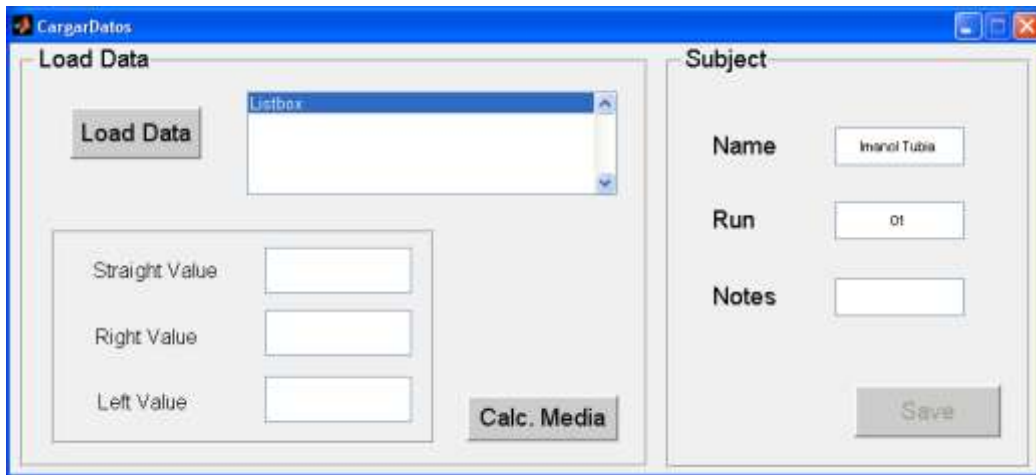 CargarDatos
Load Data
Load Data
Listbox
Straight Value
Right Value
Left Value
Calc. Media
Subject
Name
Imanol Tubia
Run
01
Notes
Save